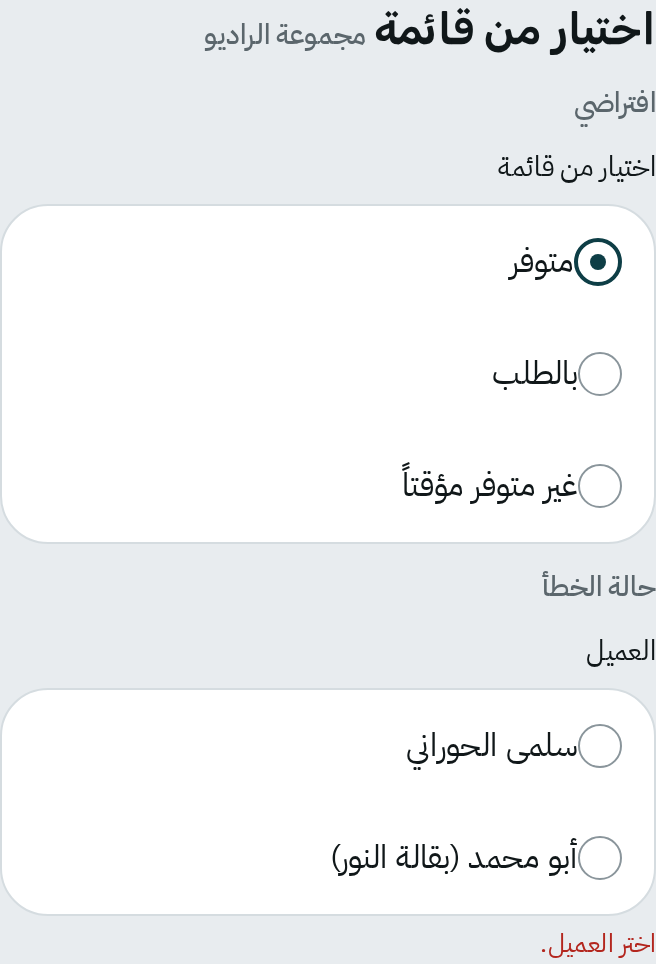 اختيار من قائمة مجموعة الراديو
افتراضي
اختيار من قائمة
متوفر
بالطلب
غير متوفر مؤقتاً
حالة الخطأ
العميل
سلمى الحوراني
أبو محمد (بقالة النور)
اختر العميل.